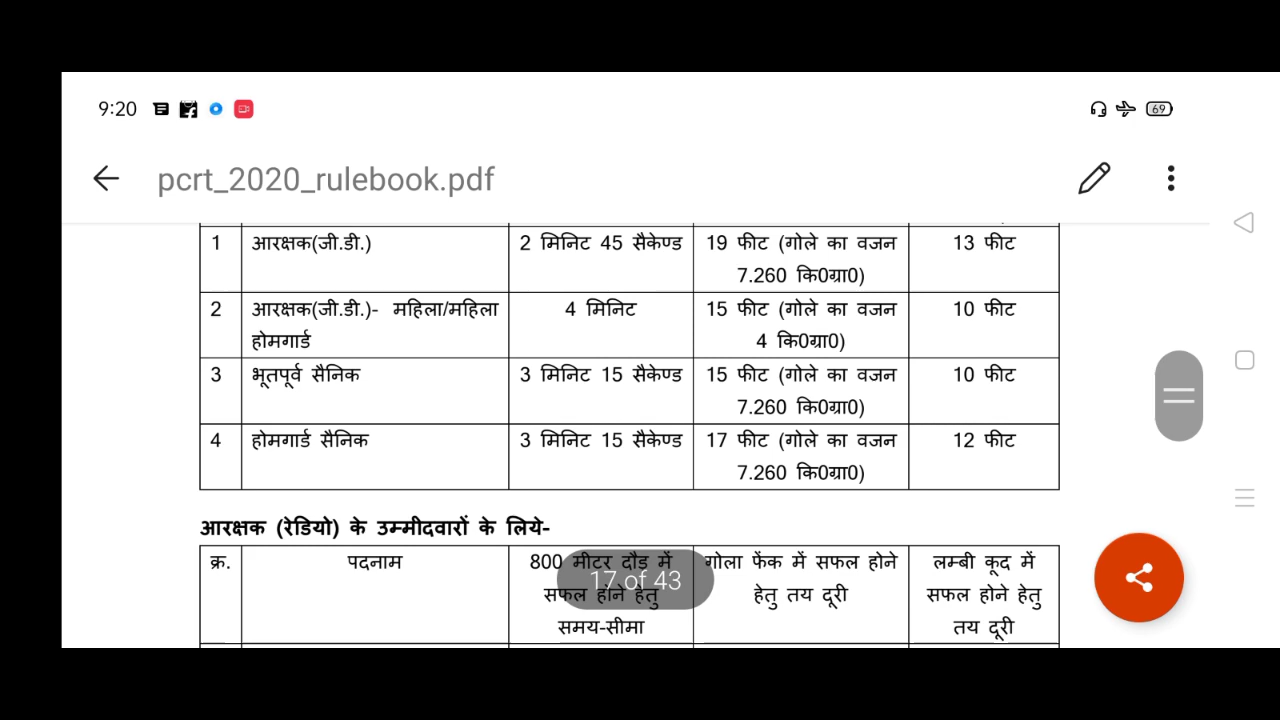 9:20
69
pcrt_2020_rulebook.pdf
1 आरक्षक(जी.डी.) 2 मिनिट 45 सैकेण्ड 19 फीट (गोले का वजन 13 फीट
7.260 कि0ग्रा0)
2 आरक्षक(जी.डी.)- महिला/महिला 4 मिनिट 15 फीट (गोले का वजन 10 फीट
होमगार्ड 4 कि0ग्रा0)
3 भूतपूर्व सैनिक 3 मिनिट 15 सैकेण्ड 15 फीट (गोले का वजन 10 फीट
7.260 कि0ग्रा0)
4 होमगार्ड सैनिक 3 मिनिट 15 सैकेण्ड 17 फीट (गोले का वजन 12 फीट
7.260 कि0ग्रा0)
आरक्षक (रेडियो) के उम्मीदवारों के लिये-
क्र. पदनाम 800 मीटर दौड़ में गोला फेंक में सफल होने लम्बी कूद में
17 of 43
सफल होने हेतु हेतु तय दूरी सफल होने हेतु
समय-सीमा तय दूरी